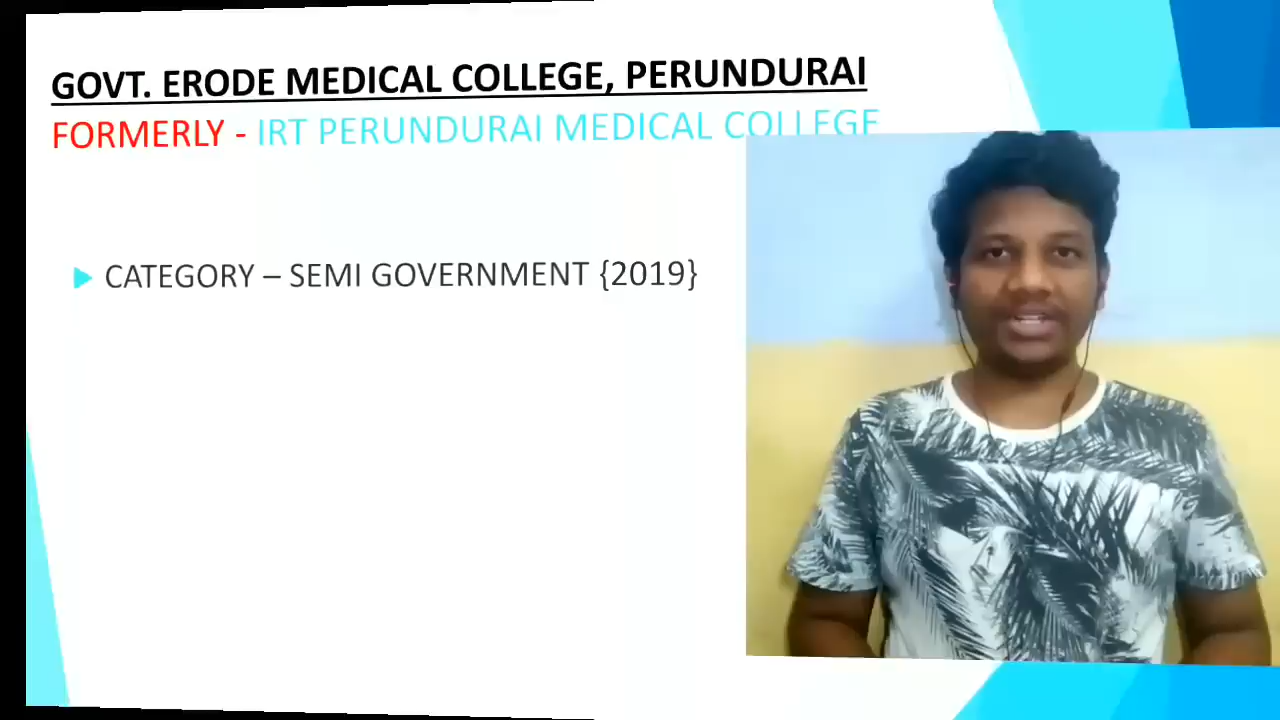 GOVT. ERODE MEDICAL COLLEGE, PERUNDURAI
FORMERLY - IRT PERUNDURAI MEDICAL COLLEGE
CATEGORY – SEMI GOVERNMENT {2019}